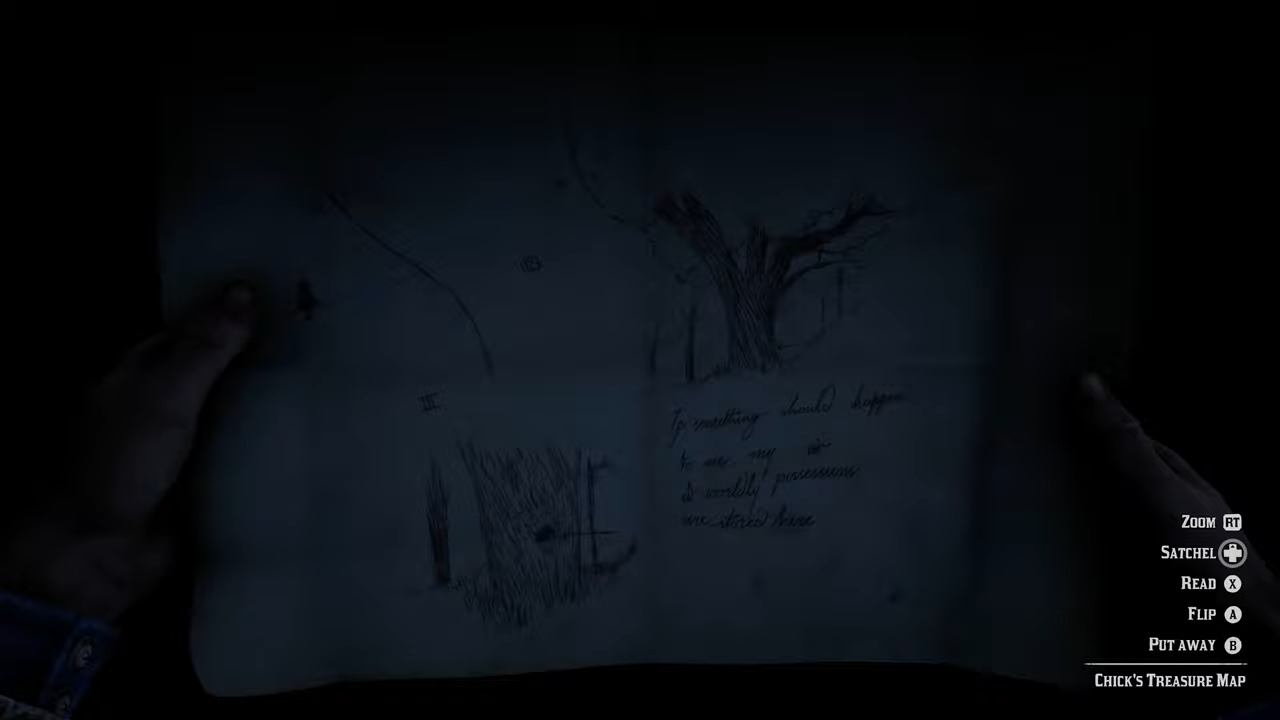 III
If something should happen
to me, my
& worldly possessions
are stored here
ZOOM RT
SATCHEL
READ X
FLIP A
PUT AWAY B
CHICK'S TREASURE MAP